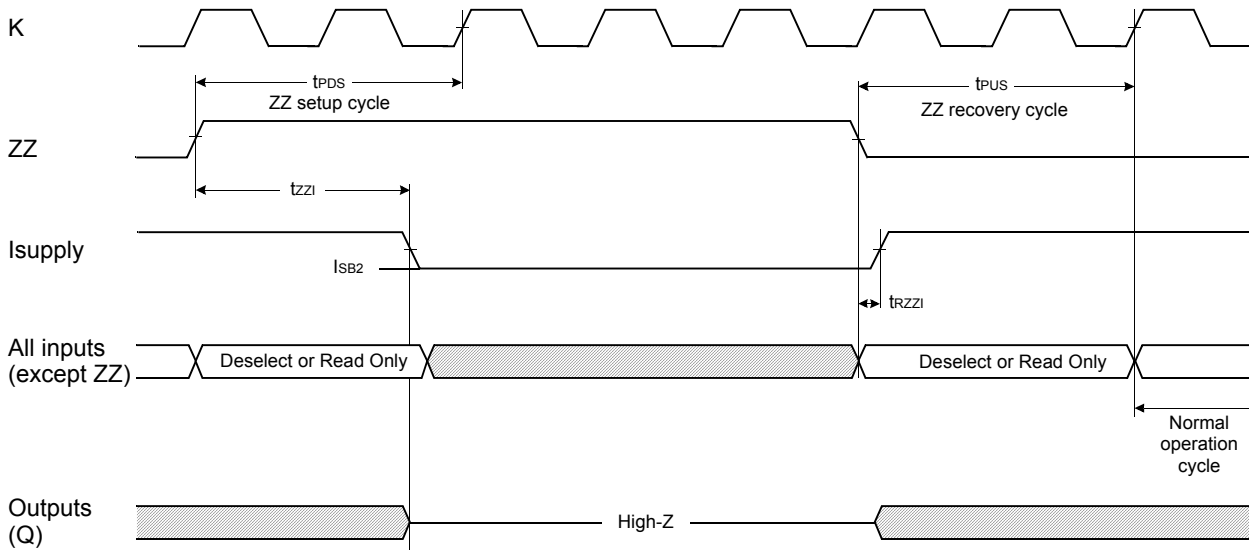 K
tPDS
ZZ setup cycle
tPUS
ZZ recovery cycle
ZZ
tZZI
Isupply
ISB2
tRZZI
All inputs
(except ZZ)
Deselect or Read Only
Deselect or Read Only
Normal
operation
cycle
Outputs
(Q)
High-Z